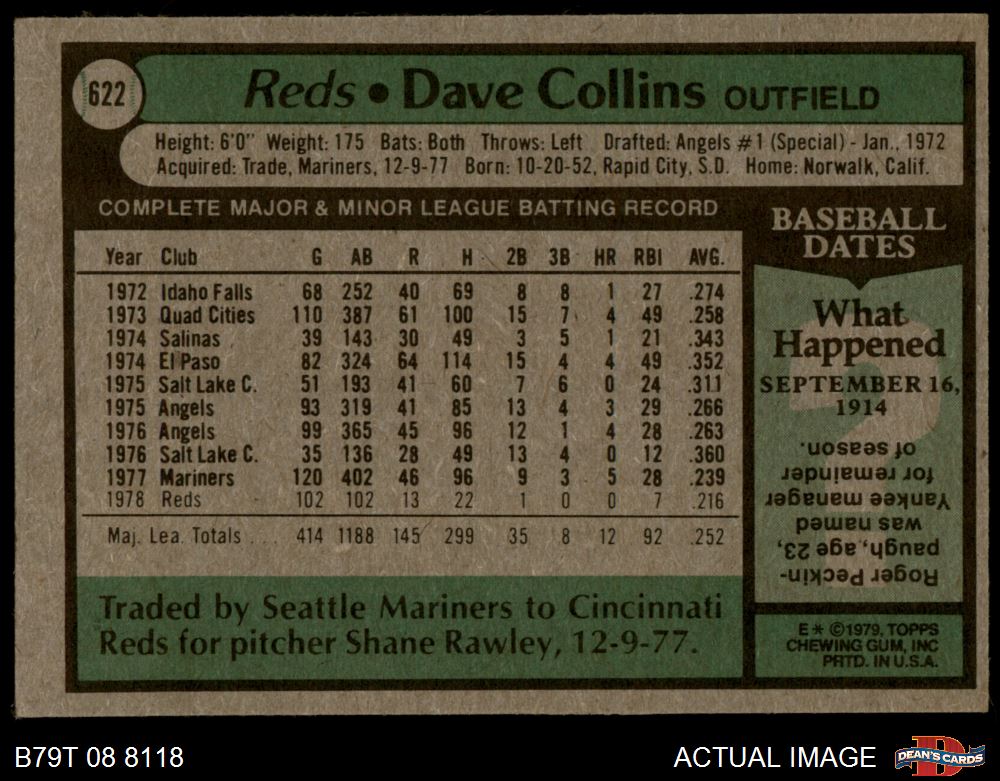 622
Reds • Dave Collins OUTFIELD
Height: 6'0" Weight: 175 Bats: Both Throws: Left Drafted: Angels #1 (Special) - Jan., 1972
Acquired: Trade, Mariners, 12-9-77 Born: 10-20-52, Rapid City, S.D. Home: Norwalk, Calif.
COMPLETE MAJOR & MINOR LEAGUE BATTING RECORD
Year Club G AB R H 2B 3B HR RBI AVG.
1972 Idaho Falls 68 252 40 69 8 8 1 27 .274
1973 Quad Cities 110 387 61 100 15 7 4 49 .258
1974 Salinas 39 143 30 49 3 5 1 21 .343
1974 El Paso 82 324 64 114 15 4 4 49 .352
1975 Salt Lake C. 51 193 41 60 7 6 0 24 .311
1975 Angels 93 319 41 85 13 4 3 29 .266
1976 Angels 99 365 45 96 12 1 4 28 .263
1976 Salt Lake C. 35 136 28 49 13 4 0 12 .360
1977 Mariners 120 402 46 96 9 3 5 28 .239
1978 Reds 102 102 13 22 1 0 0 7 .216
Maj. Lea. Totals . . . 414 1188 145 299 35 8 12 92 .252
Traded by Seattle Mariners to Cincinnati
Reds for pitcher Shane Rawley, 12-9-77.
BASEBALL
DATES
What
Happened
SEPTEMBER 16,
1914
Roger Peckin-
paugh, age 23,
was named
Yankee manager
for remainder
of season.
E* ©1979, TOPPS
CHEWING GUM, INC
PRTD. IN U.S.A.
B79T 08 8118
ACTUAL IMAGE
DEAN'S CARDS